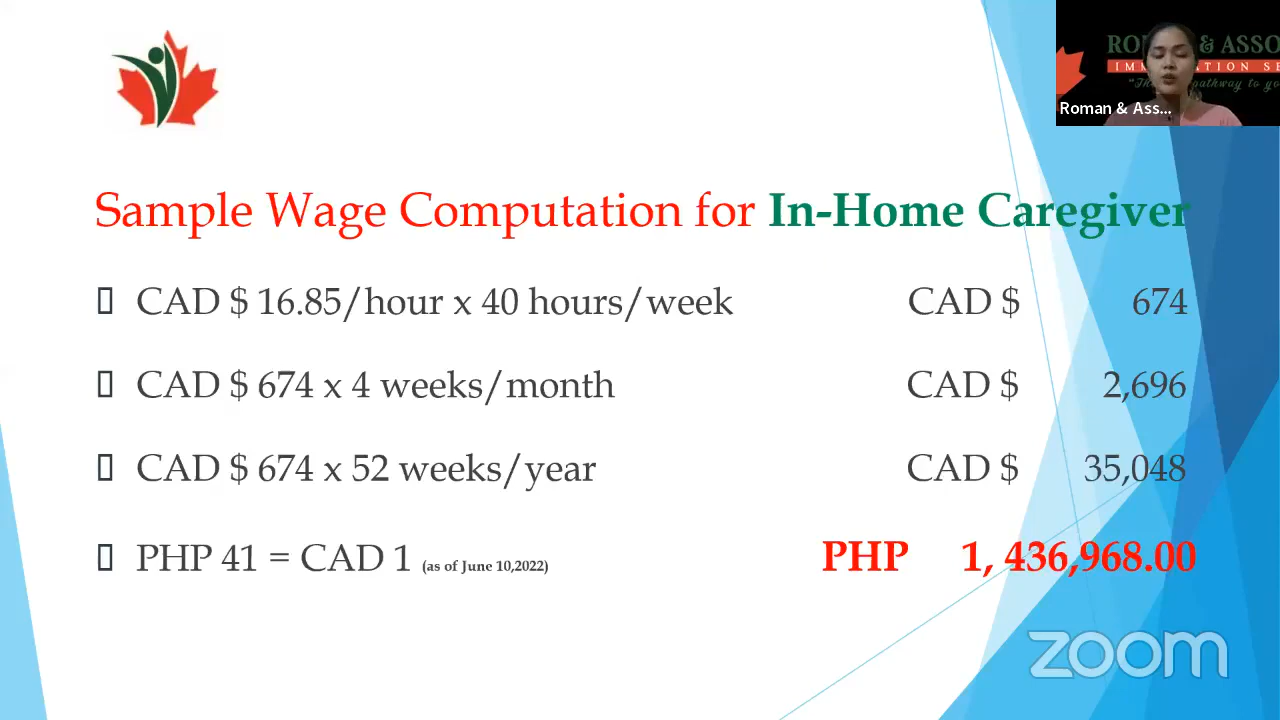 Sample Wage Computation for In-Home Caregiver
CAD $ 16.85/hour x 40 hours/week CAD $ 674
CAD $ 674 x 4 weeks/month CAD $ 2,696
CAD $ 674 x 52 weeks/year CAD $ 35,048
PHP 41 = CAD 1 (as of June 10,2022) PHP 1, 436,968.00
& ASSO
Roman & Ass...
zoom